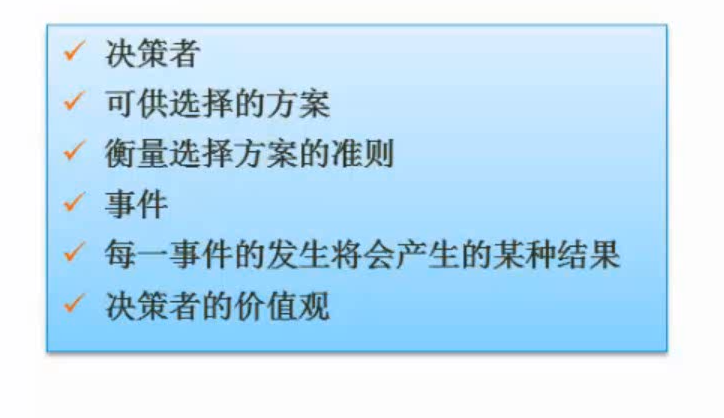 决策者
可供选择的方案
衡量选择方案的准则
事件
每一事件的发生将会产生的某种结果
决策者的价值观